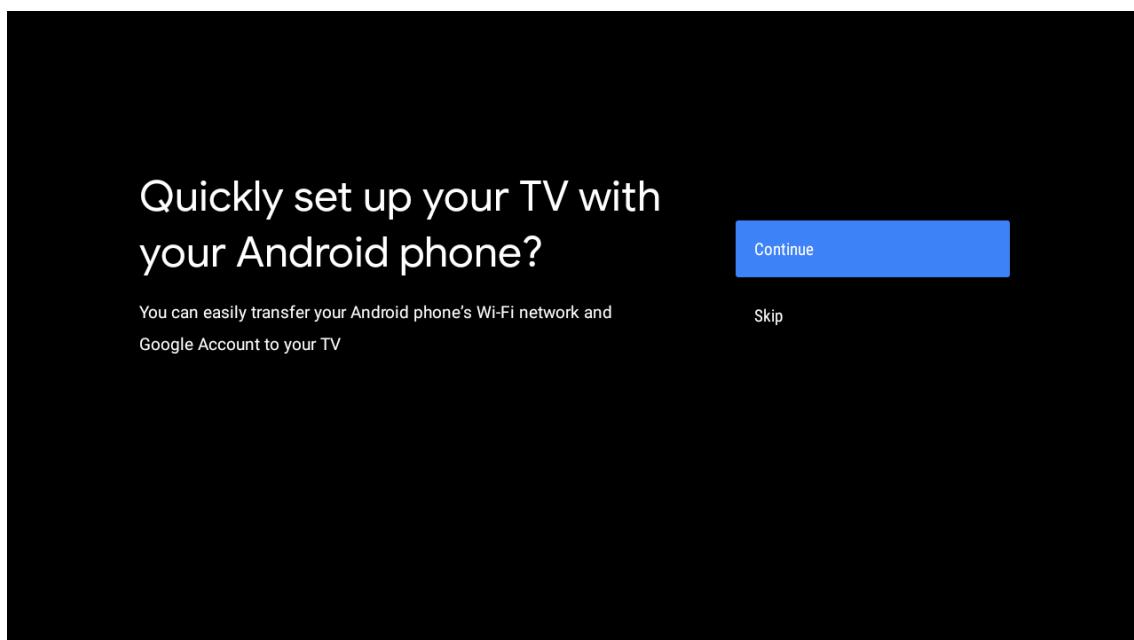 Quickly set up your TV with
your Android phone?
You can easily transfer your Android phone's Wi-Fi network and
Google Account to your TV
Continue
Skip